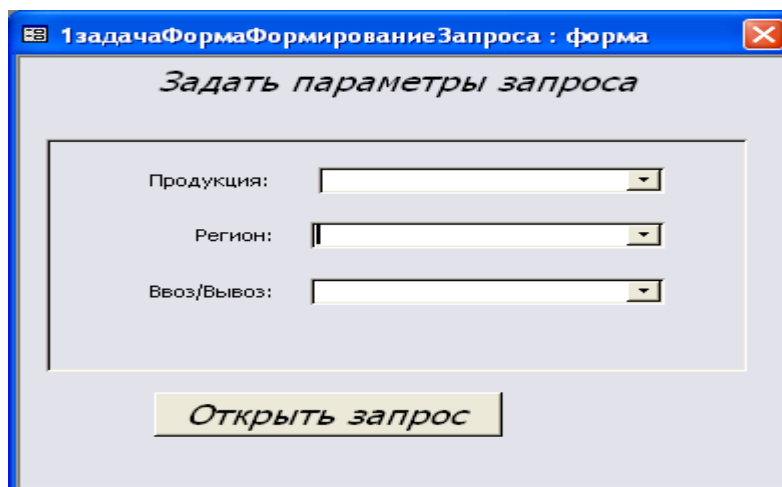 1задачаФормаФормированиеЗапроса : форма
Задать параметры запроса
Продукция:
Регион:
Ввоз/Вывоз:
Открыть запрос